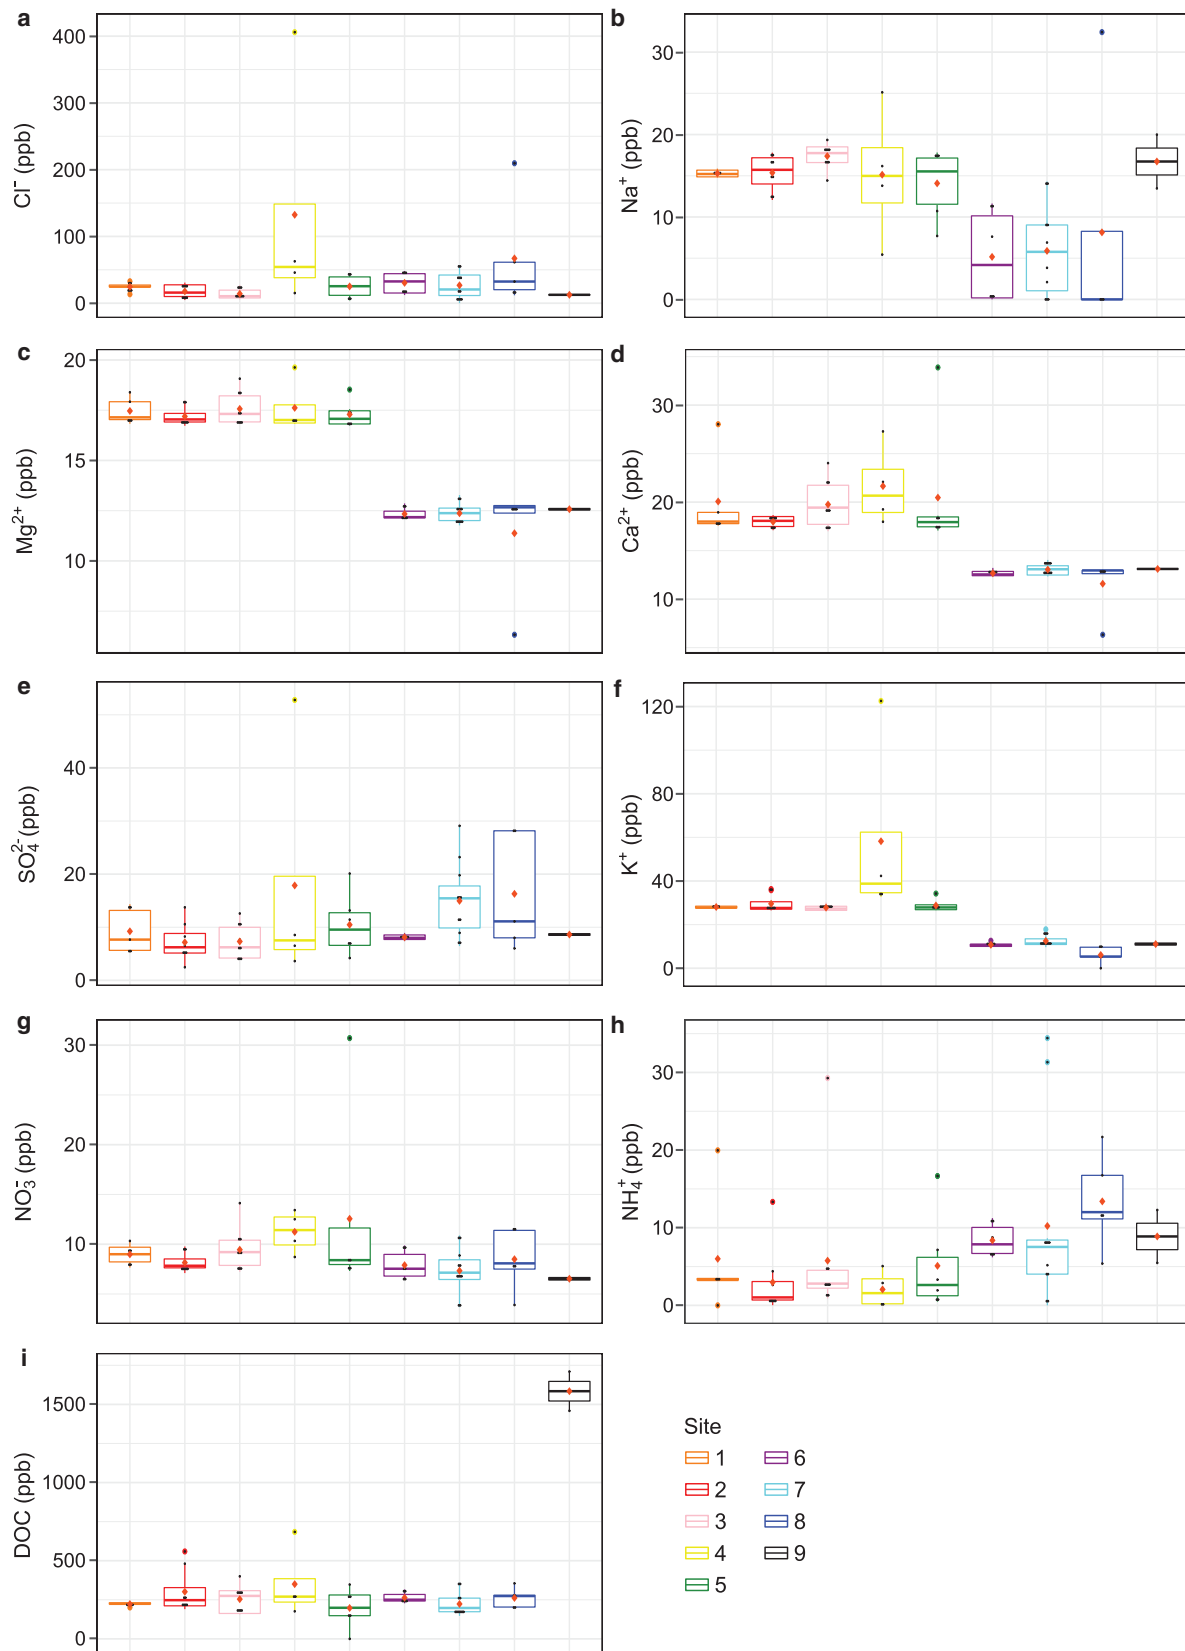 a
400
300
200
100
0
Cl⁻ (ppb)
b
30
20
10
0
Na⁺ (ppb)
c
20
15
10
Mg²⁺ (ppb)
d
30
20
10
Ca²⁺ (ppb)
e
40
20
0
SO₄²⁻(ppb)
f
120
80
40
0
K⁺ (ppb)
g
30
20
10
NO₃⁻ (ppb)
h
30
20
10
0
NH₄⁺ (ppb)
i
1500
1000
500
0
DOC (ppb)
Site
1 6
2 7
3 8
4 9
5